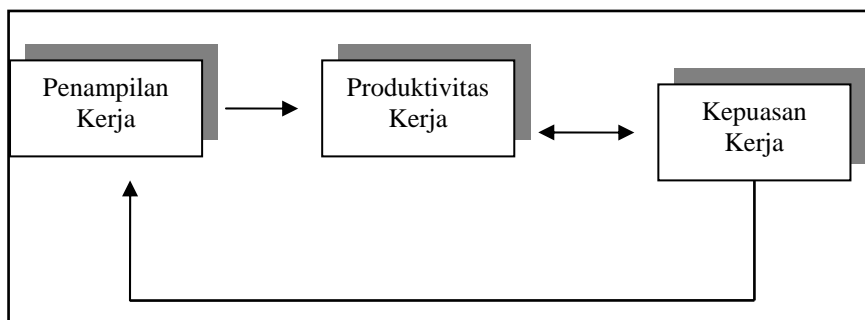 Penampilan
Kerja
Produktivitas
Kerja
Kepuasan
Kerja